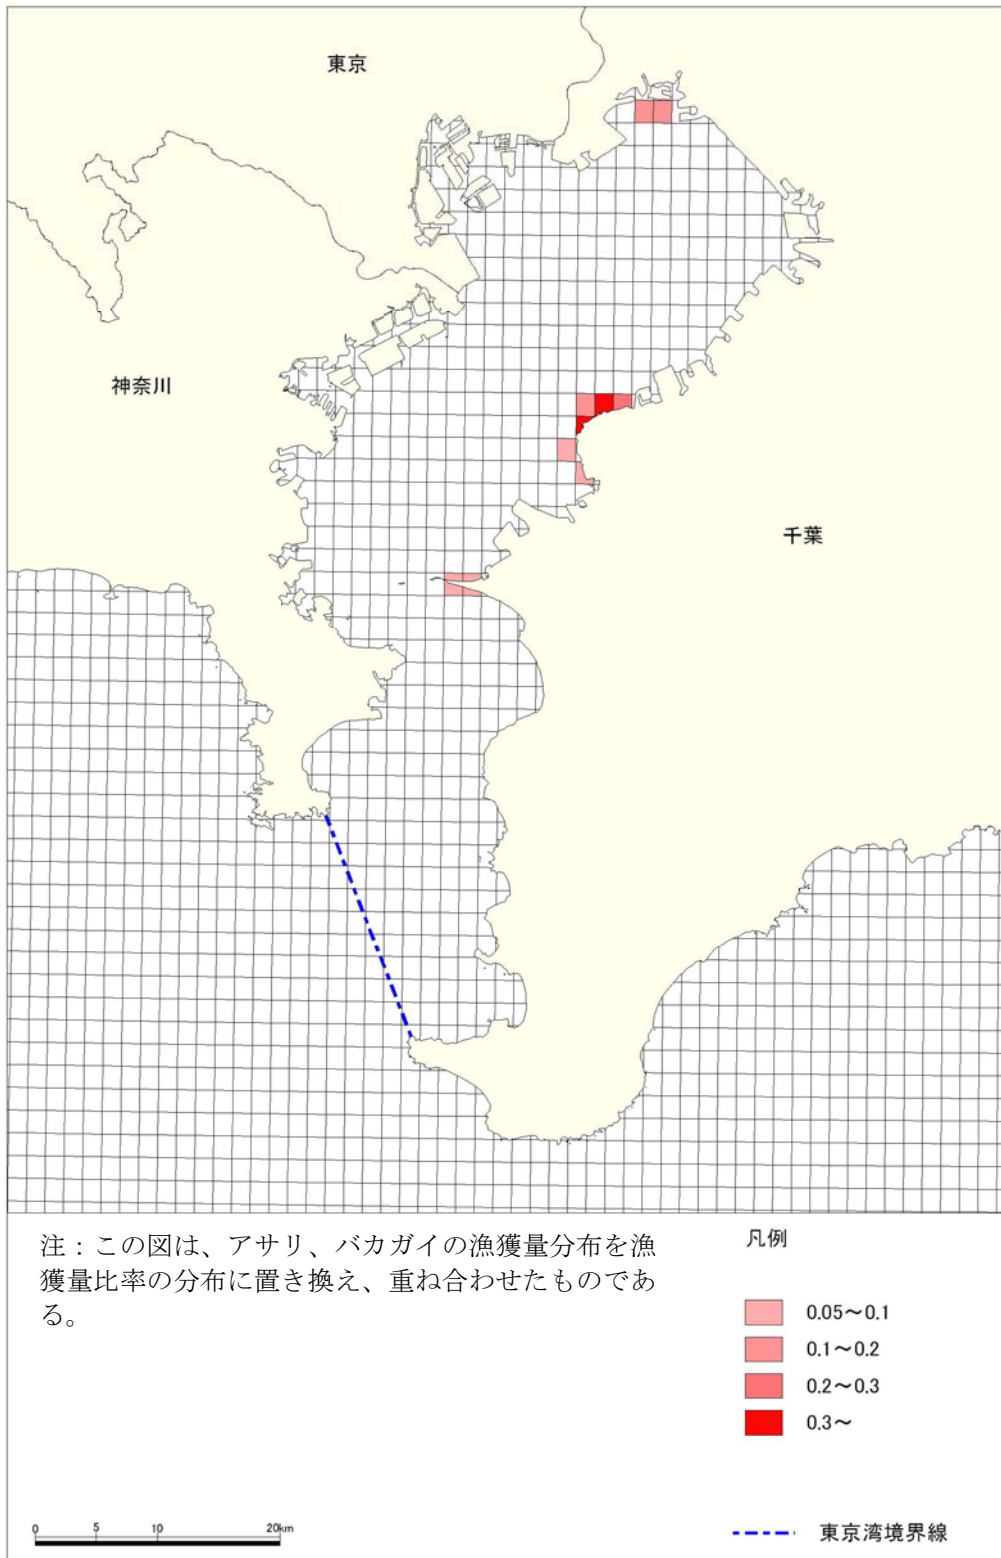 東京
神奈川
千葉
注：この図は、アサリ、バカガイの漁獲量分布を漁
獲量比率の分布に置き換え、重ね合わせたものであ
る。
凡例
0.05～0.1
0.1～0.2
0.2～0.3
0.3～
0 5 10 20km
東京湾境界線